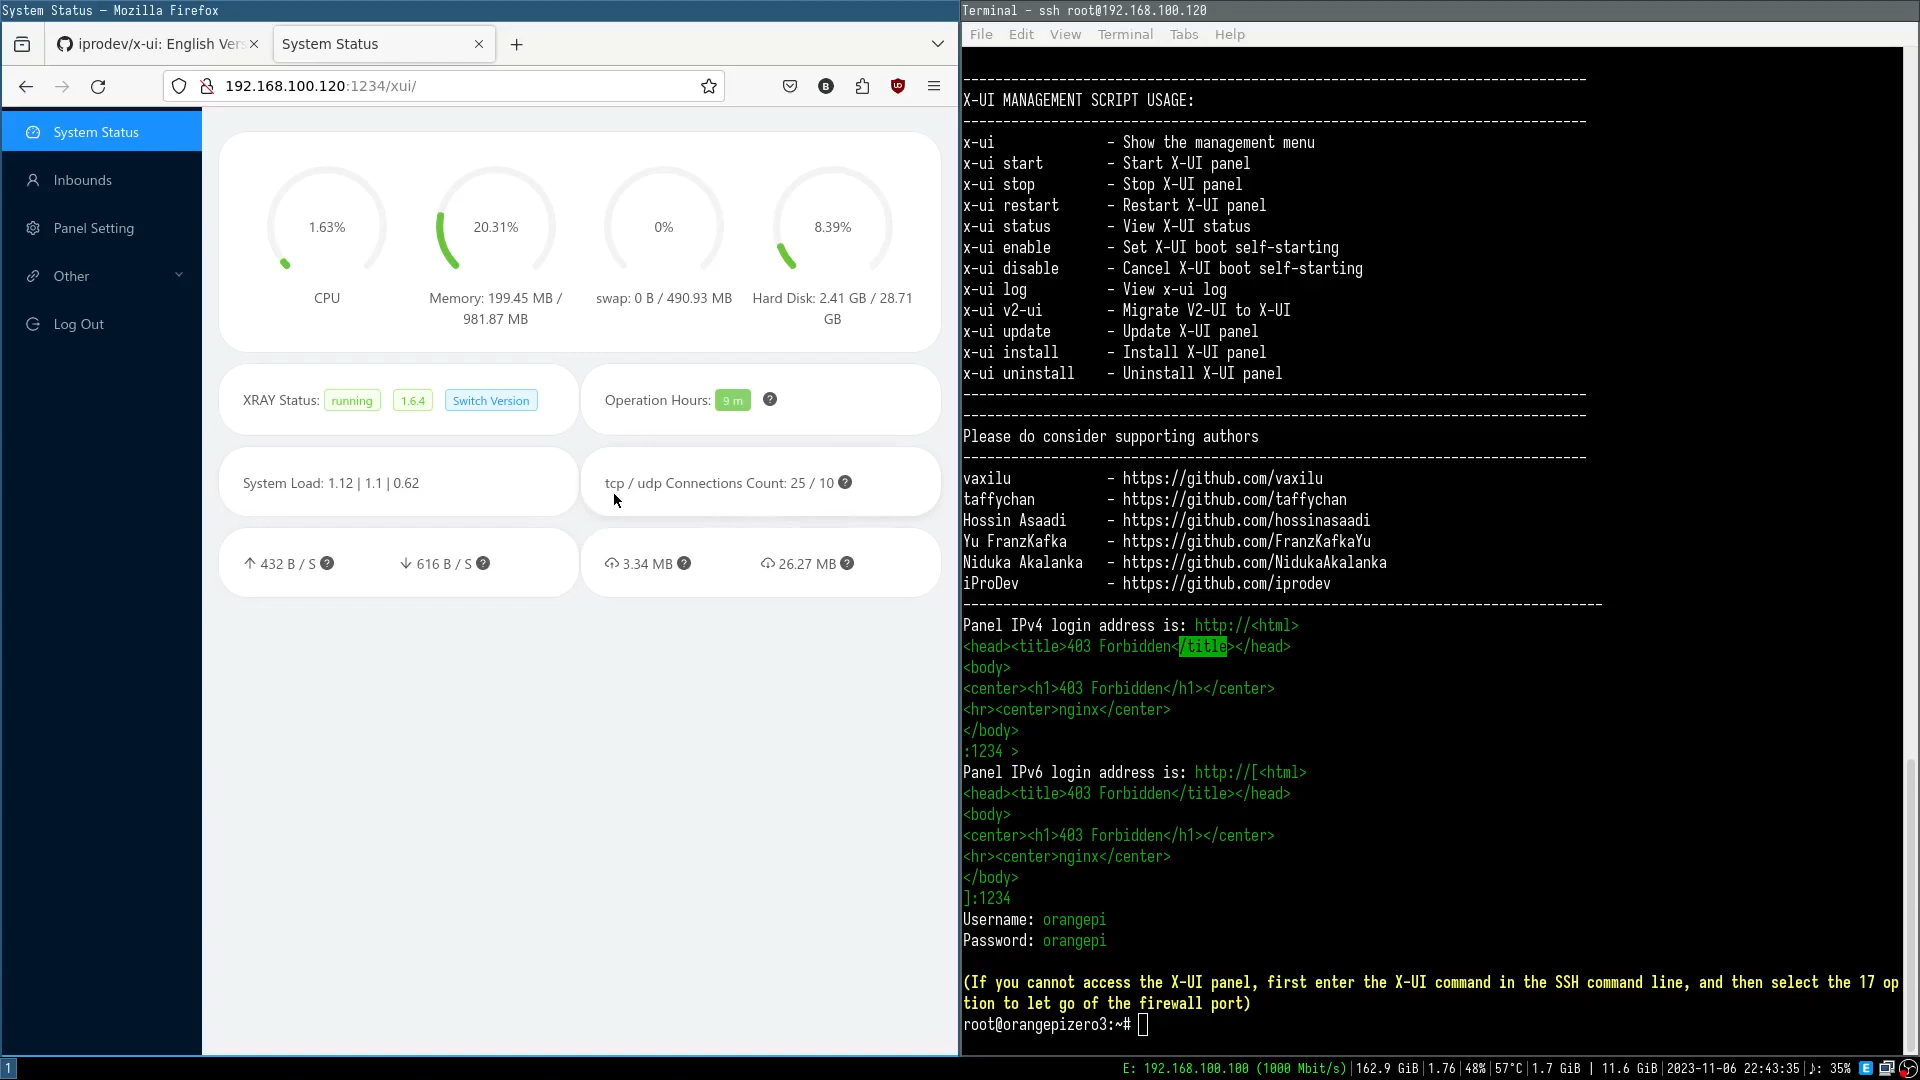 System Status — Mozilla Firefox
iprodev/x-ui: English Vers
System Status
192.168.100.120:1234/xui/
System Status
Inbounds
Panel Setting
Other
Log Out
1.63%
20.31%
0%
8.39%
CPU
Memory: 199.45 MB /
981.87 MB
swap: 0 B / 490.93 MB
Hard Disk: 2.41 GB / 28.71
GB
XRAY Status: running 1.6.4 Switch Version
Operation Hours: 9 m ?
System Load: 1.12 | 1.1 | 0.62
tcp / udp Connections Count: 25 / 10 ?
432 B / S ?
616 B / S ?
3.34 MB ?
26.27 MB ?
Terminal - ssh root@192.168.100.120
File Edit View Terminal Tabs Help
------------------------------------------------------------------------------
X-UI MANAGEMENT SCRIPT USAGE:
------------------------------------------------------------------------------
x-ui - Show the management menu
x-ui start - Start X-UI panel
x-ui stop - Stop X-UI panel
x-ui restart - Restart X-UI panel
x-ui status - View X-UI status
x-ui enable - Set X-UI boot self-starting
x-ui disable - Cancel X-UI boot self-starting
x-ui log - View x-ui log
x-ui v2-ui - Migrate V2-UI to X-UI
x-ui update - Update X-UI panel
x-ui install - Install X-UI panel
x-ui uninstall - Uninstall X-UI panel
------------------------------------------------------------------------------
------------------------------------------------------------------------------
Please do consider supporting authors
------------------------------------------------------------------------------
vaxilu - https://github.com/vaxilu
taffychan - https://github.com/taffychan
Hossin Asaadi - https://github.com/hossinasaadi
Yu FranzKafka - https://github.com/FranzKafkaYu
Niduka Akalanka - https://github.com/NidukaAkalanka
iProDev - https://github.com/iprodev
--------------------------------------------------------------------------------
Panel IPv4 login address is: http://<html>
<head><title>403 Forbidden</title></head>
<body>
<center><h1>403 Forbidden</h1></center>
<hr><center>nginx</center>
</body>
:1234 >
Panel IPv6 login address is: http://[<html>
<head><title>403 Forbidden</title></head>
<body>
<center><h1>403 Forbidden</h1></center>
<hr><center>nginx</center>
</body>
]:1234
Username: orangepi
Password: orangepi
(If you cannot access the X-UI panel, first enter the X-UI command in the SSH command line, and then select the 17 op
tion to let go of the firewall port)
root@orangepizero3:~#
1
E: 192.168.100.100 (1000 Mbit/s)|162.9 GiB|1.76|48%|57°C|1.7 GiB | 11.6 GiB|2023-11-06 22:43:35|♪: 35% E